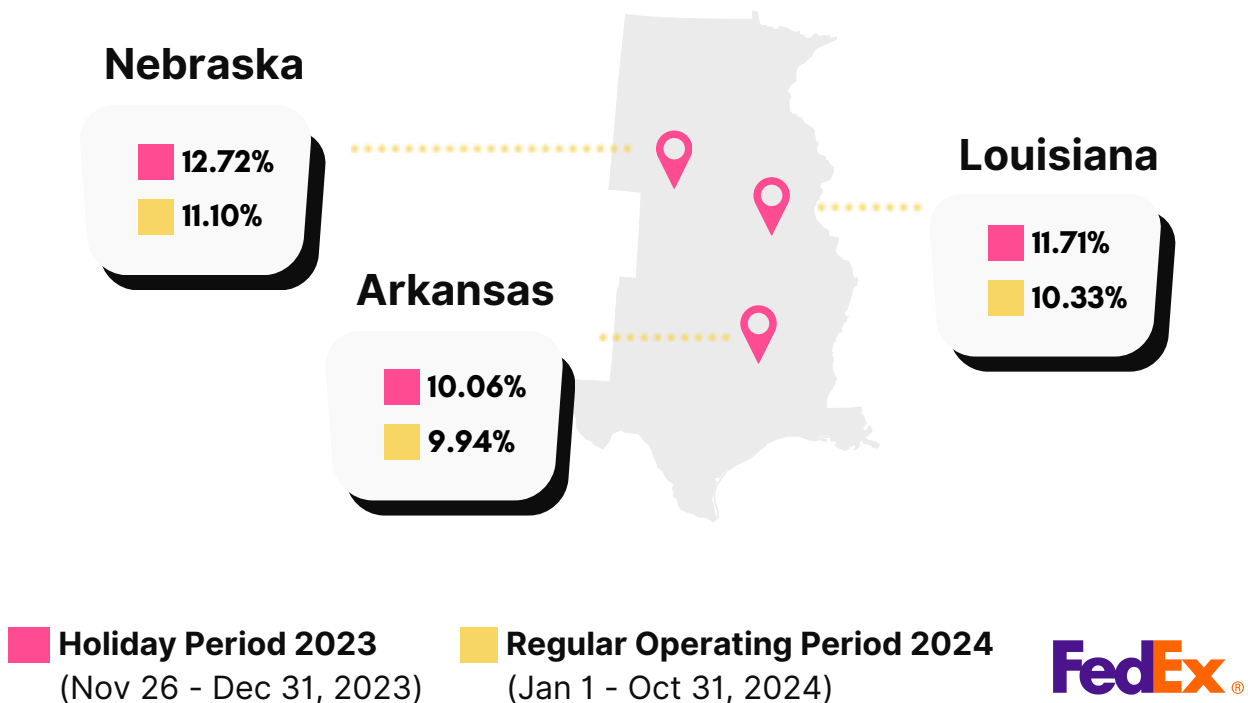 Nebraska
12.72%
11.10%
Louisiana
11.71%
10.33%
Arkansas
10.06%
9.94%
Holiday Period 2023
(Nov 26 - Dec 31, 2023)
Regular Operating Period 2024
(Jan 1 - Oct 31, 2024)
FedEx ®